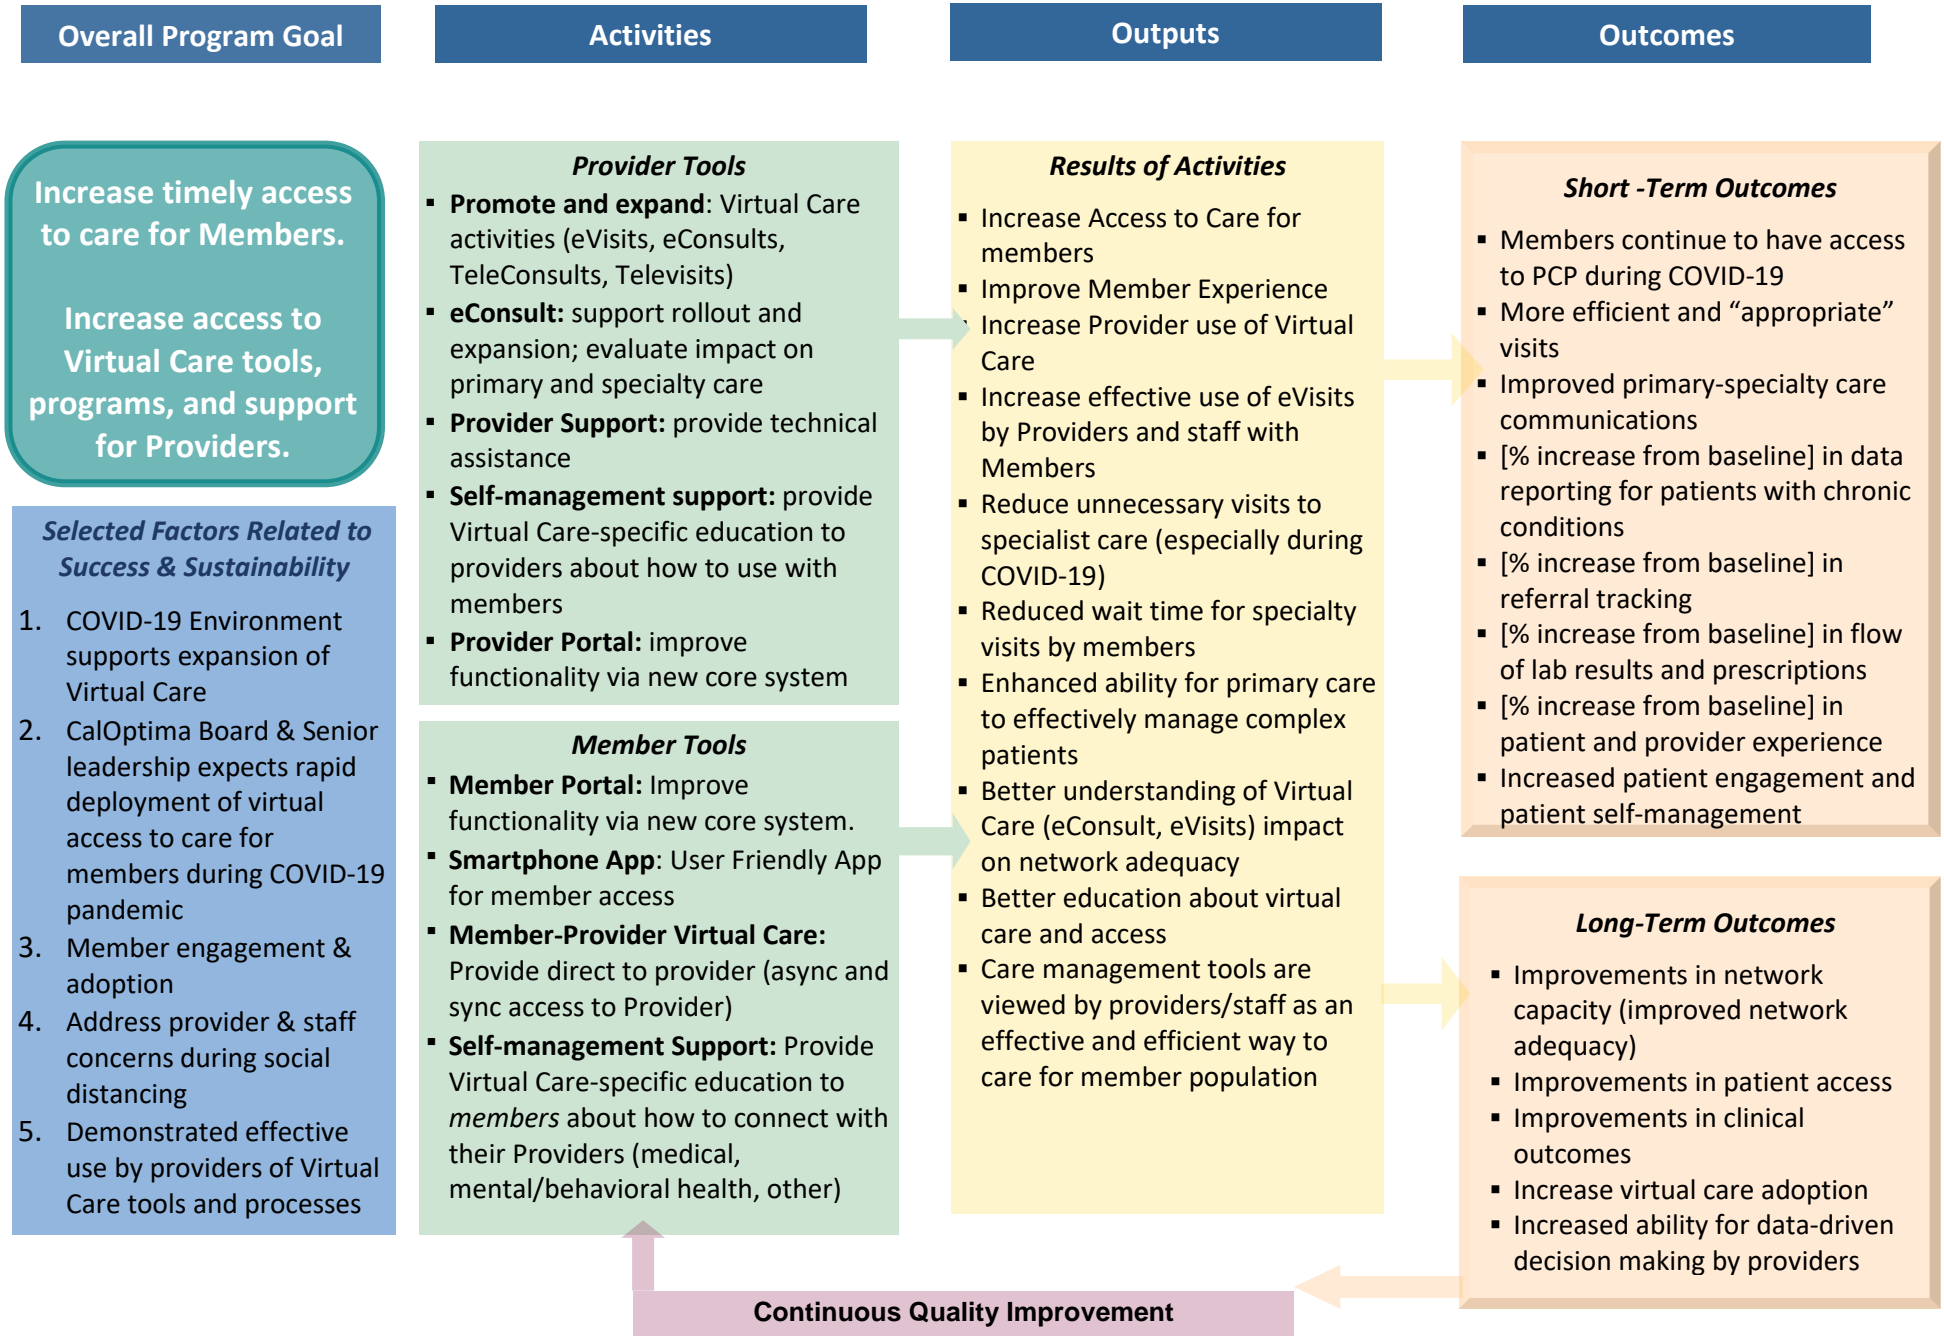 Overall Program Goal
Activities
Outputs
Outcomes
Increase timely access
to care for Members.
Increase access to
Virtual Care tools,
programs, and support
for Providers.
Selected Factors Related to
Success & Sustainability
1. COVID-19 Environment
supports expansion of
Virtual Care
2. CalOptima Board & Senior
leadership expects rapid
deployment of virtual
access to care for
members during COVID-19
pandemic
3. Member engagement &
adoption
4. Address provider & staff
concerns during social
distancing
5. Demonstrated effective
use by providers of Virtual
Care tools and processes
Provider Tools
▪ Promote and expand: Virtual Care
activities (eVisits, eConsults,
TeleConsults, Televisits)
▪ eConsult: support rollout and
expansion; evaluate impact on
primary and specialty care
▪ Provider Support: provide technical
assistance
▪ Self-management support: provide
Virtual Care-specific education to
providers about how to use with
members
▪ Provider Portal: improve
functionality via new core system
Member Tools
▪ Member Portal: Improve
functionality via new core system.
▪ Smartphone App: User Friendly App
for member access
▪ Member-Provider Virtual Care:
Provide direct to provider (async and
sync access to Provider)
▪ Self-management Support: Provide
Virtual Care-specific education to
members about how to connect with
their Providers (medical,
mental/behavioral health, other)
Results of Activities
▪ Increase Access to Care for
members
▪ Improve Member Experience
▪ Increase Provider use of Virtual
Care
▪ Increase effective use of eVisits
by Providers and staff with
Members
▪ Reduce unnecessary visits to
specialist care (especially during
COVID-19)
▪ Reduced wait time for specialty
visits by members
▪ Enhanced ability for primary care
to effectively manage complex
patients
▪ Better understanding of Virtual
Care (eConsult, eVisits) impact
on network adequacy
▪ Better education about virtual
care and access
▪ Care management tools are
viewed by providers/staff as an
effective and efficient way to
care for member population
Short -Term Outcomes
▪ Members continue to have access
to PCP during COVID-19
▪ More efficient and “appropriate”
visits
▪ Improved primary-specialty care
communications
▪ [% increase from baseline] in data
reporting for patients with chronic
conditions
▪ [% increase from baseline] in
referral tracking
▪ [% increase from baseline] in flow
of lab results and prescriptions
▪ [% increase from baseline] in
patient and provider experience
▪ Increased patient engagement and
patient self-management
Long-Term Outcomes
▪ Improvements in network
capacity (improved network
adequacy)
▪ Improvements in patient access
▪ Improvements in clinical
outcomes
▪ Increase virtual care adoption
▪ Increased ability for data-driven
decision making by providers
Continuous Quality Improvement